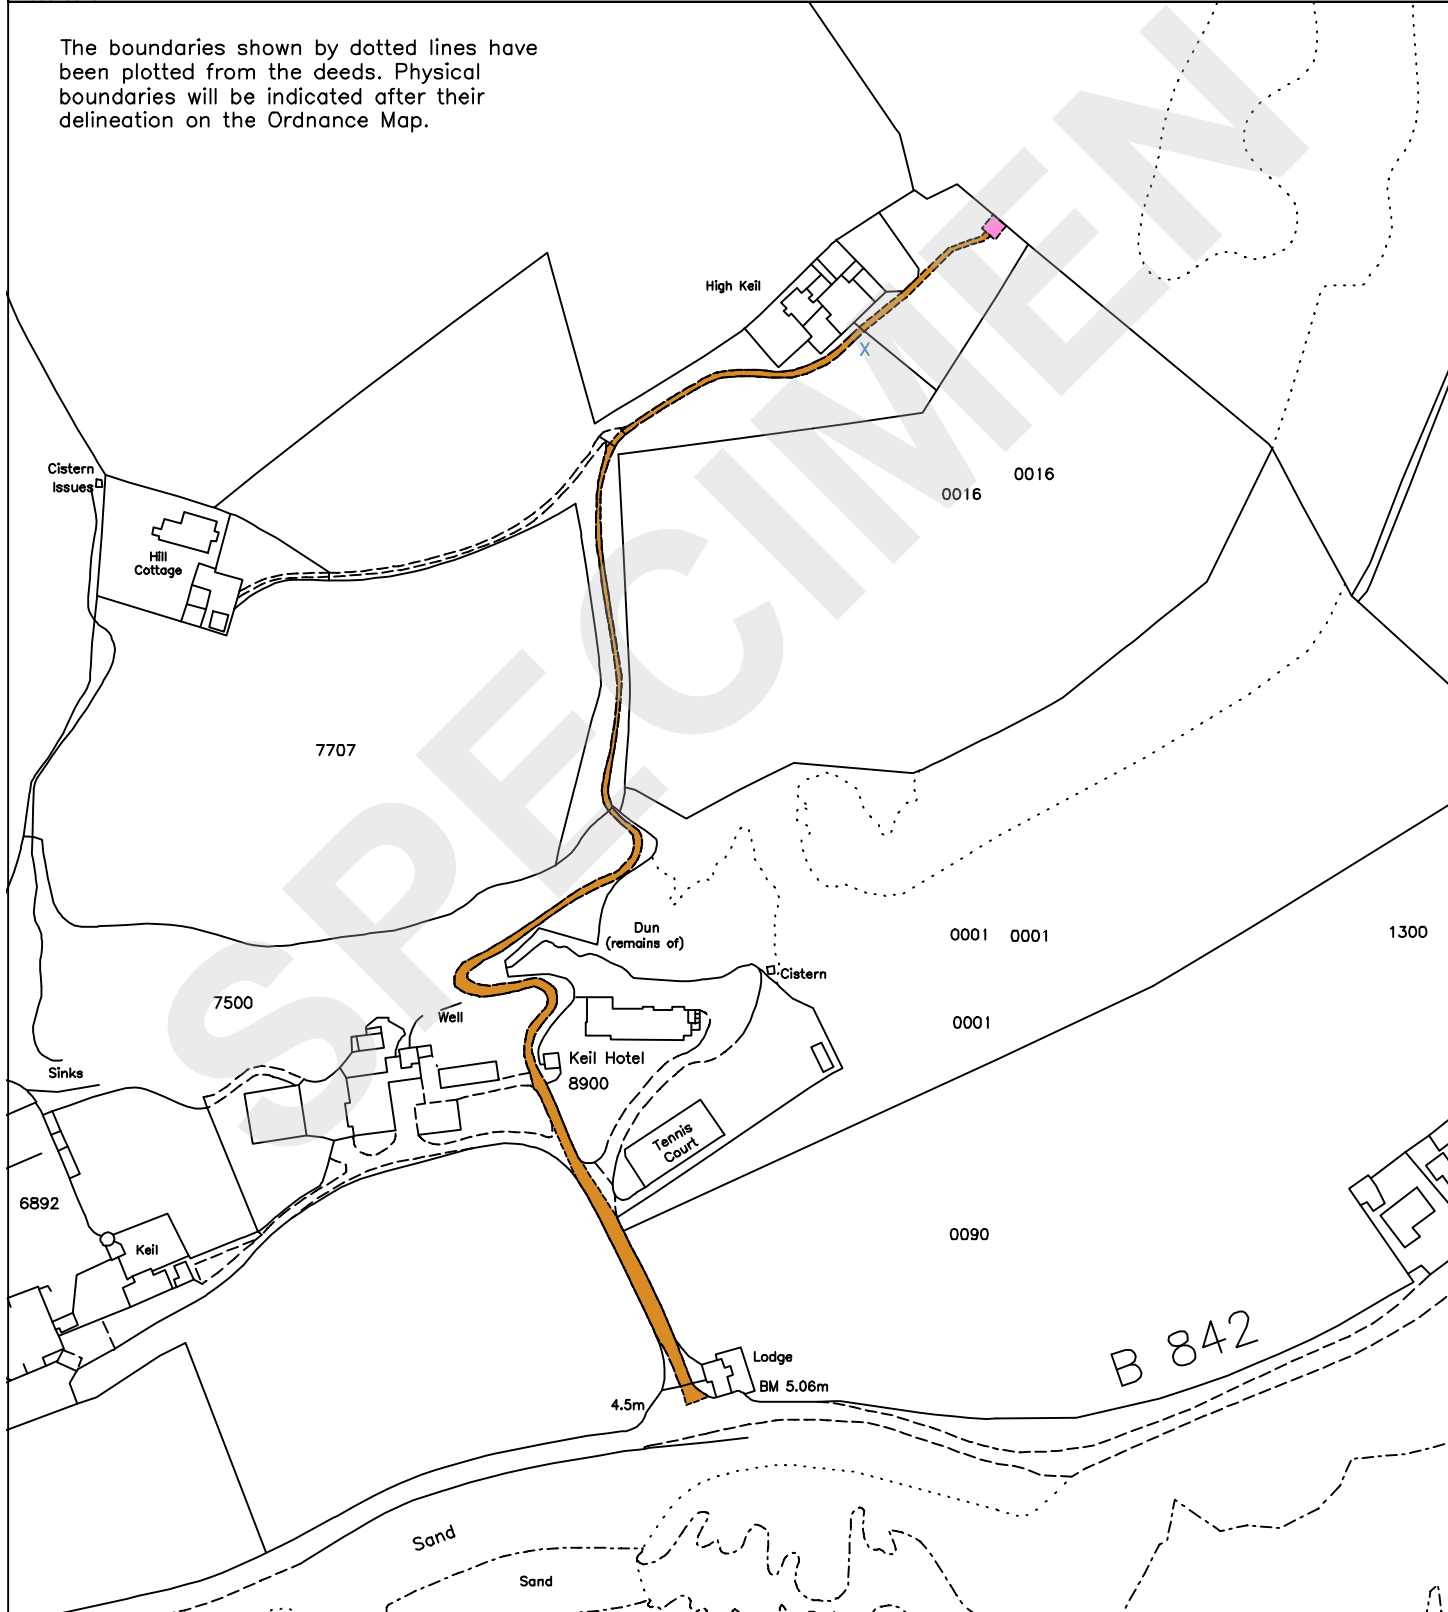 The boundaries shown by dotted lines have
been plotted from the deeds. Physical
boundaries will be indicated after their
delineation on the Ordnance Map.
SPECIMEN
High Keil
X
Cistern
Issues
0016
0016
Hill
Cottage
7707
Dun
(remains of)
0001
0001
1300
Cistern
7500
Well
0001
Keil Hotel
8900
Sinks
Tennis
Court
6892
Keil
0090
B 842
Lodge
BM 5.06m
4.5m
Sand
Sand